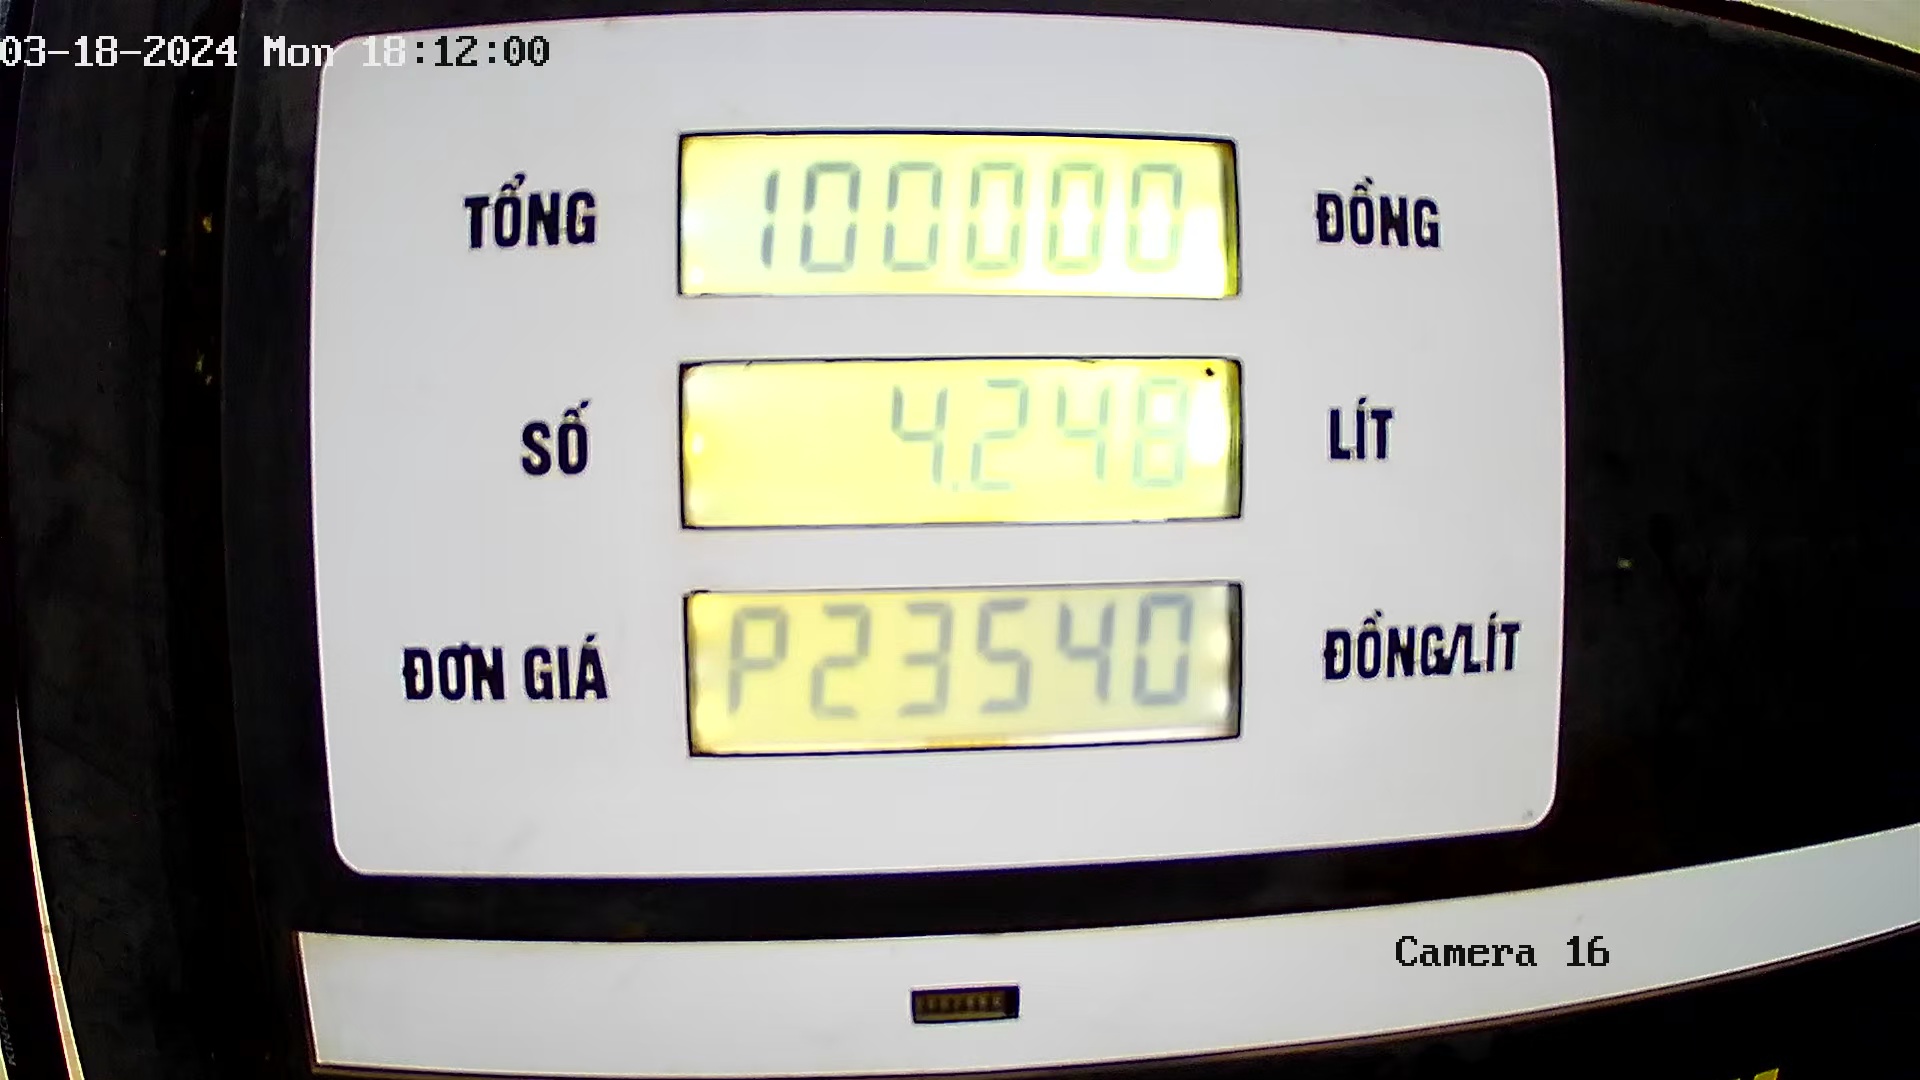 03-18-2024 Mon 18:12:00
TỔNG 100000 ĐỒNG
SỐ 4.248 LÍT
ĐƠN GIÁ P23540 ĐỒNG/LÍT
Camera 16